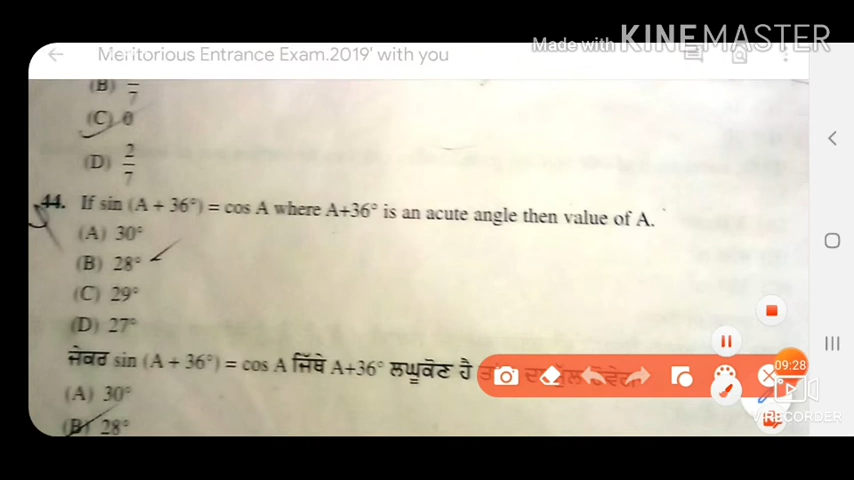 Made with KINEMASTER
Meritorious Entrance Exam.2019' with you
(B) 7
(C) 0
(D) 2/7
44. If sin (A + 36°) = cos A where A+36° is an acute angle then value of A.
(A) 30°
(B) 28°
(C) 29°
(D) 27°
ਜੇਕਰ sin (A + 36°) = cos A ਜਿੱਥੇ A+36° ਲਘੂਕੋਣ ਹੈ
09:28
(A) 30°
(B) 28°
RECORDER